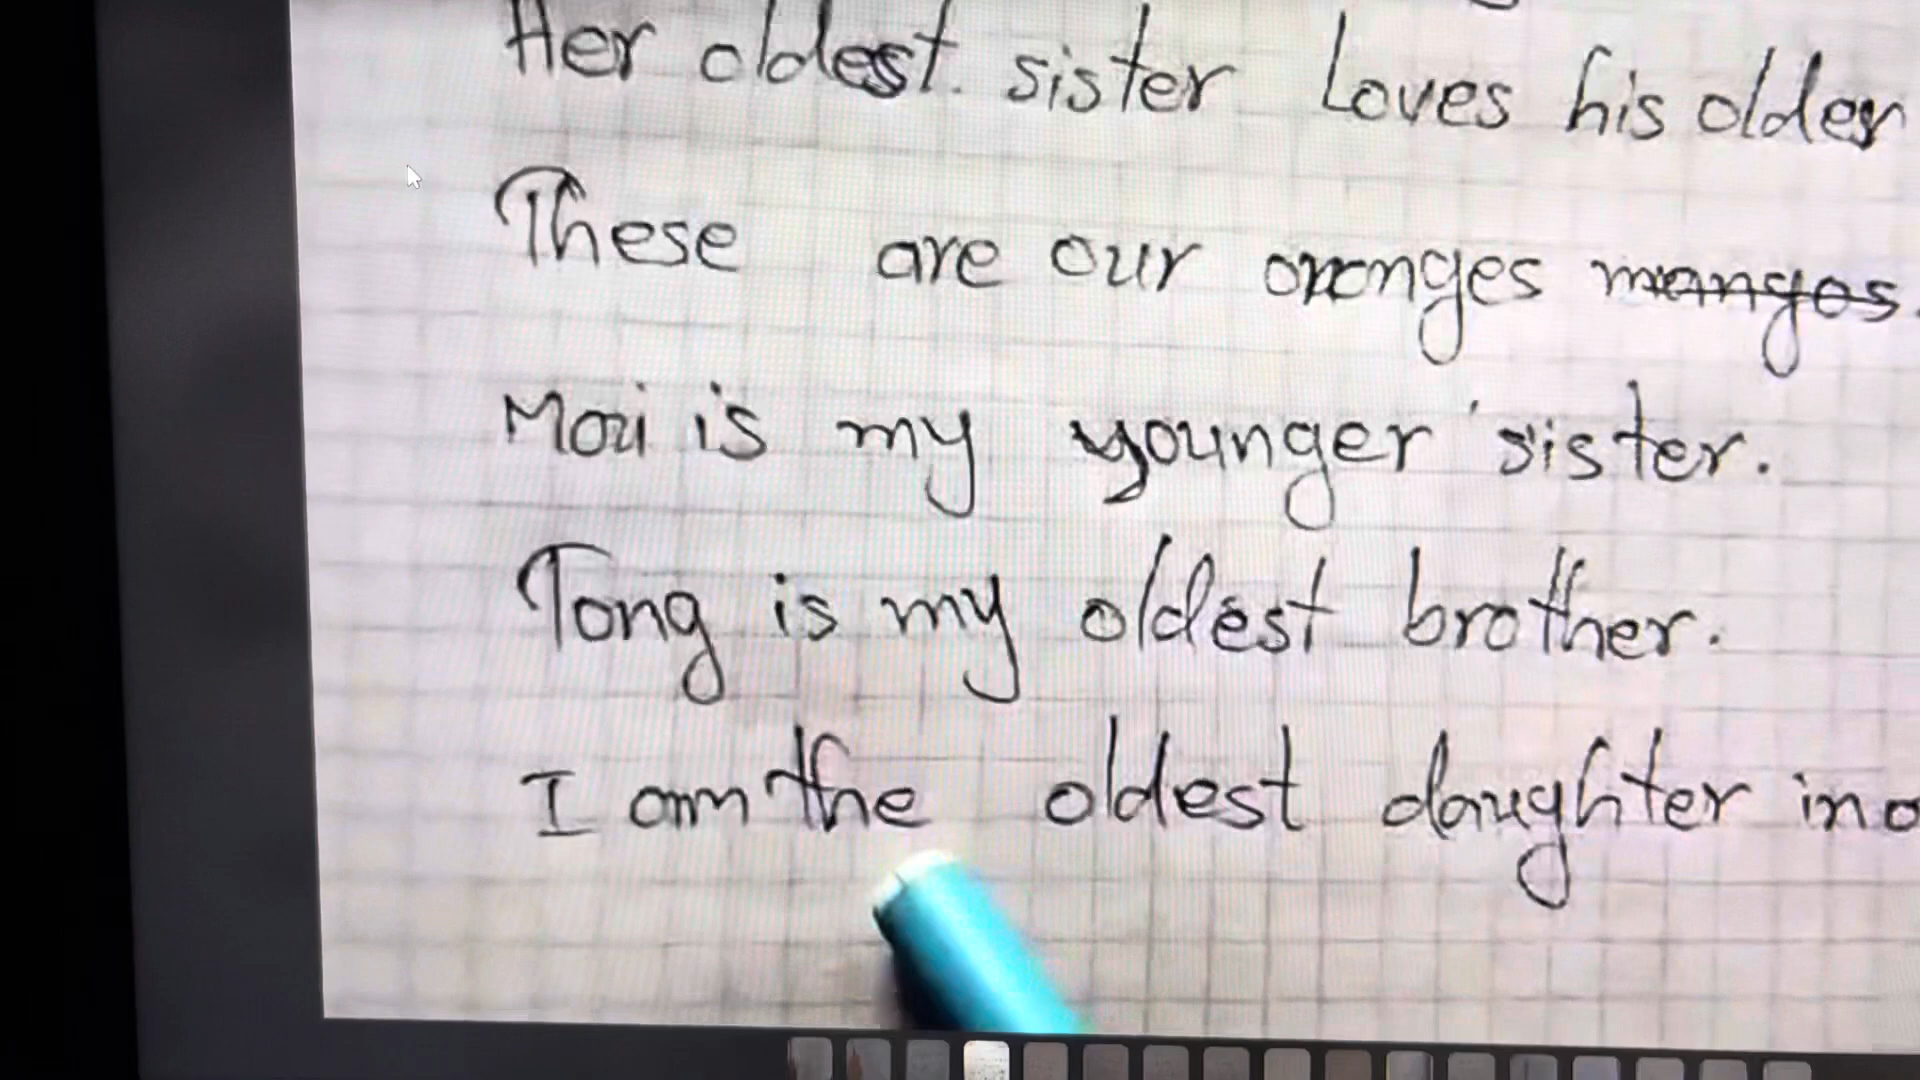 Her oldest sister Loves his older
These are our oranges mangos.
Mori is my younger sister.
Tong is my oldest brother.
I am the oldest daughter in